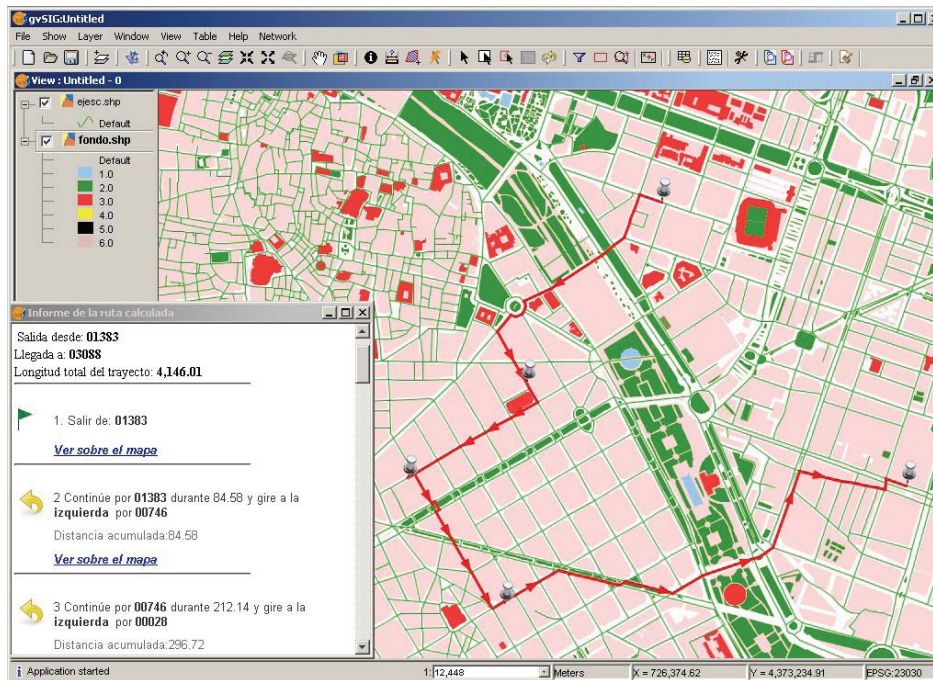 gvSIG:Untitled
File Show Layer Window View Table Help Network
View : Untitled - 0
ejesc.shp
Default
fondo.shp
Default
1.0
2.0
3.0
4.0
5.0
6.0
Informe de la ruta calculada
Salida desde: 01383
Llegada a: 03088
Longitud total del trayecto: 4,146.01
1. Salir de: 01383
Ver sobre el mapa
2 Continúe por 01383 durante 84.58 y gire a la
izquierda por 00746
Distancia acumulada:84.58
Ver sobre el mapa
3 Continúe por 00746 durante 212.14 y gire a la
izquierda por 00028
Distancia acumulada:296.72
Application started 1: 12,448 Meters X = 726,374.62 Y = 4,373,234.91 EPSG:23030